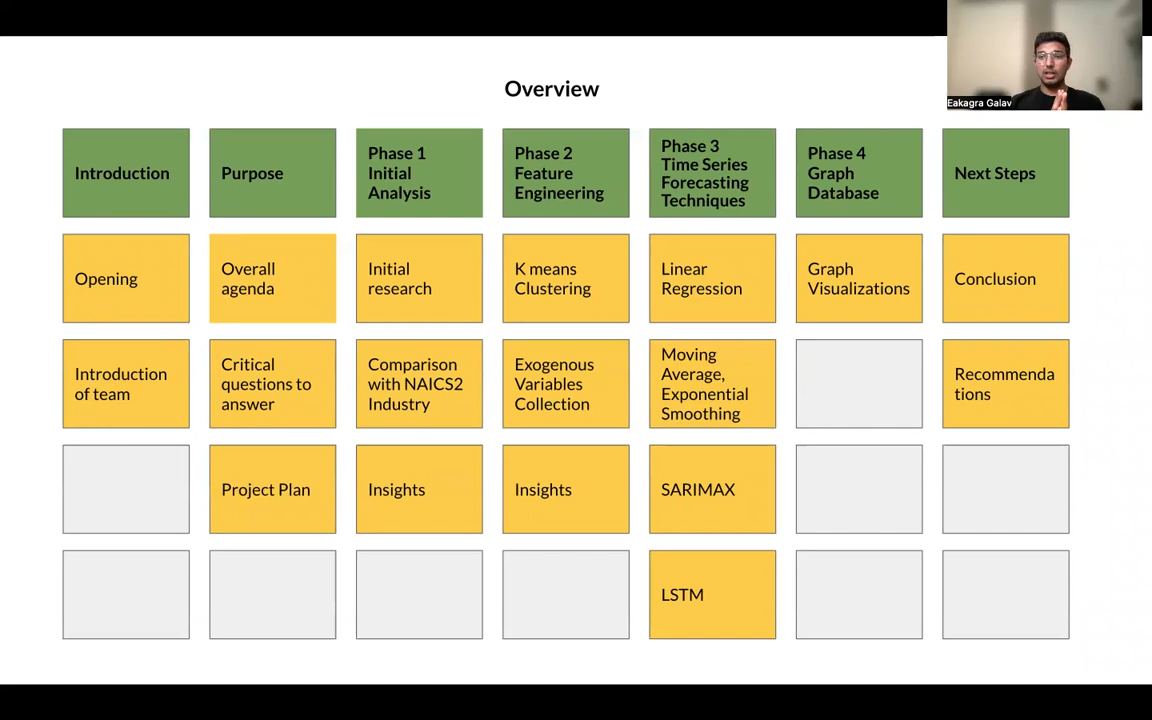 Eakagra Galav
Overview
Introduction
Purpose
Phase 1
Initial
Analysis
Phase 2
Feature
Engineering
Phase 3
Time Series
Forecasting
Techniques
Phase 4
Graph
Database
Next Steps
Opening
Overall
agenda
Initial
research
K means
Clustering
Linear
Regression
Graph
Visualizations
Conclusion
Introduction
of team
Critical
questions to
answer
Comparison
with NAICS2
Industry
Exogenous
Variables
Collection
Moving
Average,
Exponential
Smoothing
Recommenda
tions
Project Plan
Insights
Insights
SARIMAX
LSTM